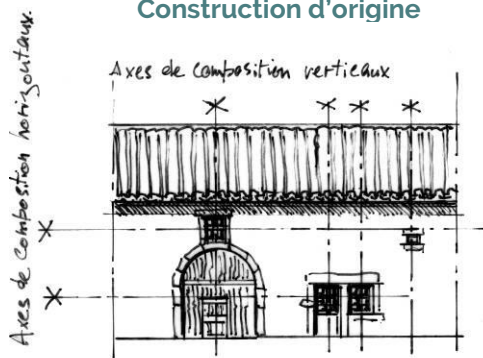 Construction d'origine
Axes de composition verticaux
Axes de composition horizontaux.